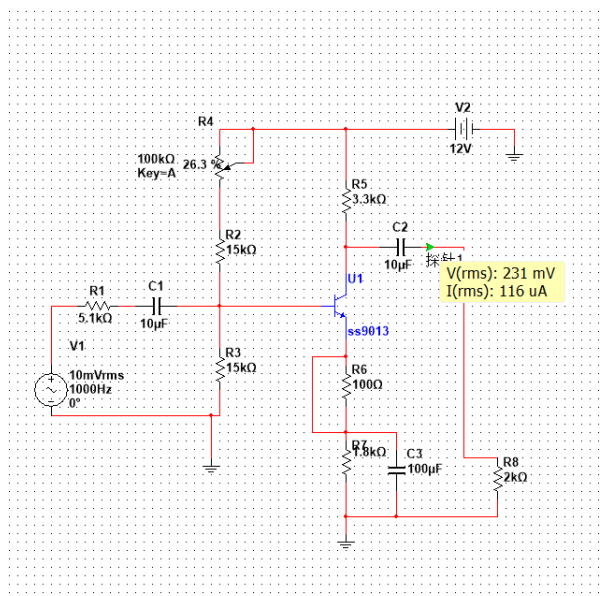 V2
12V
R4
100kΩ
Key=A
26.3 %
R5
3.3kΩ
R2
15kΩ
C2
10μF
探针1
V(rms): 231 mV
I(rms): 116 uA
U1
ss9013
R1
5.1kΩ
C1
10μF
V1
10mVrms
1000Hz
0°
R3
15kΩ
R6
100Ω
R7
1.8kΩ
C3
100μF
R8
2kΩ